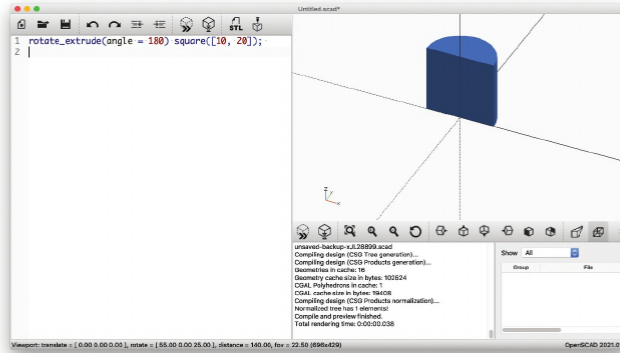 Untitled.scad*
STL
1 rotate_extrude(angle = 180) square([10, 20]);
2
z
y
x
unsaved-backup-xJL28899.scad
Compiling design (CSG Tree generation)...
Compiling design (CSG Products generation)...
Geometries in cache: 16
Geometry cache size in bytes: 102524
CGAL Polyhedrons in cache: 1
CGAL cache size in bytes: 19408
Compiling design (CSG Products normalization)...
Normalized tree has 1 elements!
Compile and preview finished.
Total rendering time: 0:00:00.038
Show All
Group File
Viewport: translate = [ 0.00 0.00 0.00 ], rotate = [ 55.00 0.00 25.00 ], distance = 140.00, fov = 22.50 (696x429)
OpenSCAD 2021.0